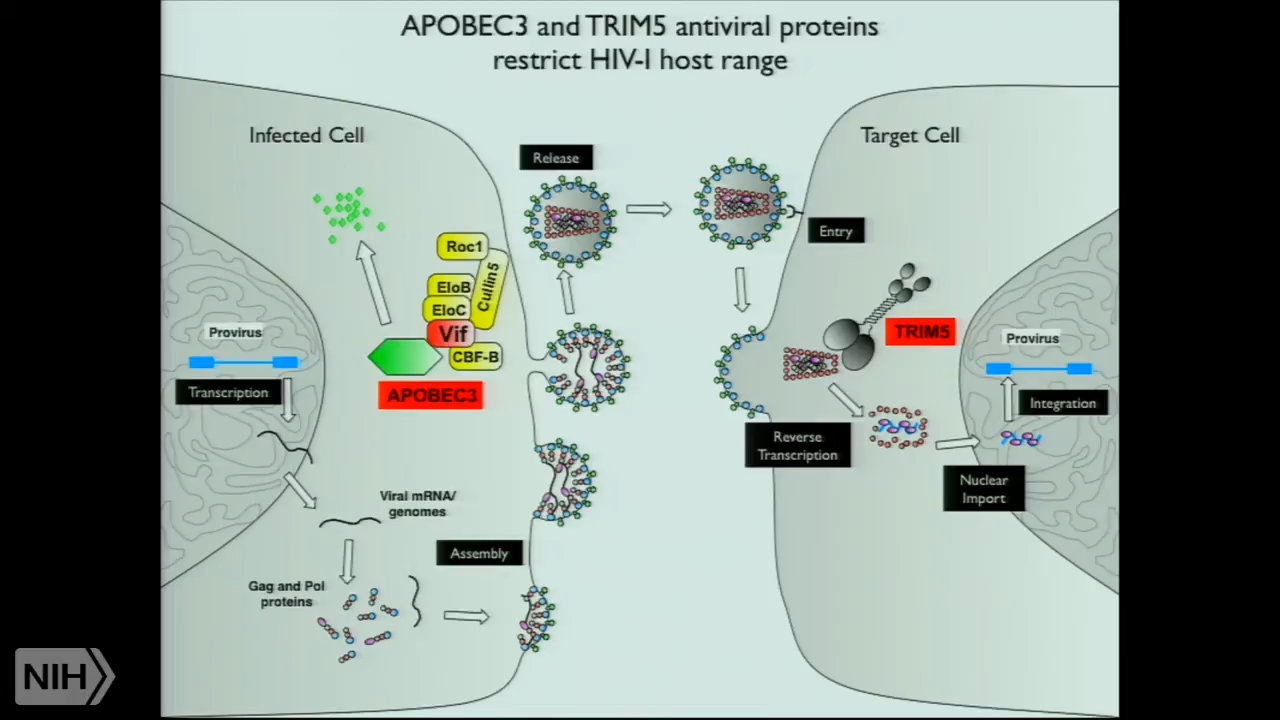 APOBEC3 and TRIM5 antiviral proteins
restrict HIV-I host range
Infected Cell
Target Cell
Release
Entry
Roc1
Cullin5
EloB
EloC
Vif
CBF-B
APOBEC3
TRIM5
Provirus
Transcription
Provirus
Integration
Reverse
Transcription
Nuclear
Import
Viral mRNA/
genomes
Assembly
Gag and Pol
proteins
NIH